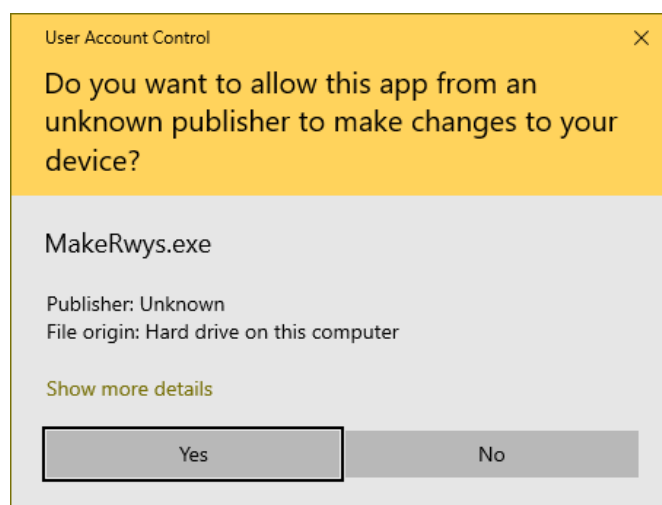 User Account Control
Do you want to allow this app from an
unknown publisher to make changes to your
device?
MakeRwys.exe
Publisher: Unknown
File origin: Hard drive on this computer
Show more details
Yes
No